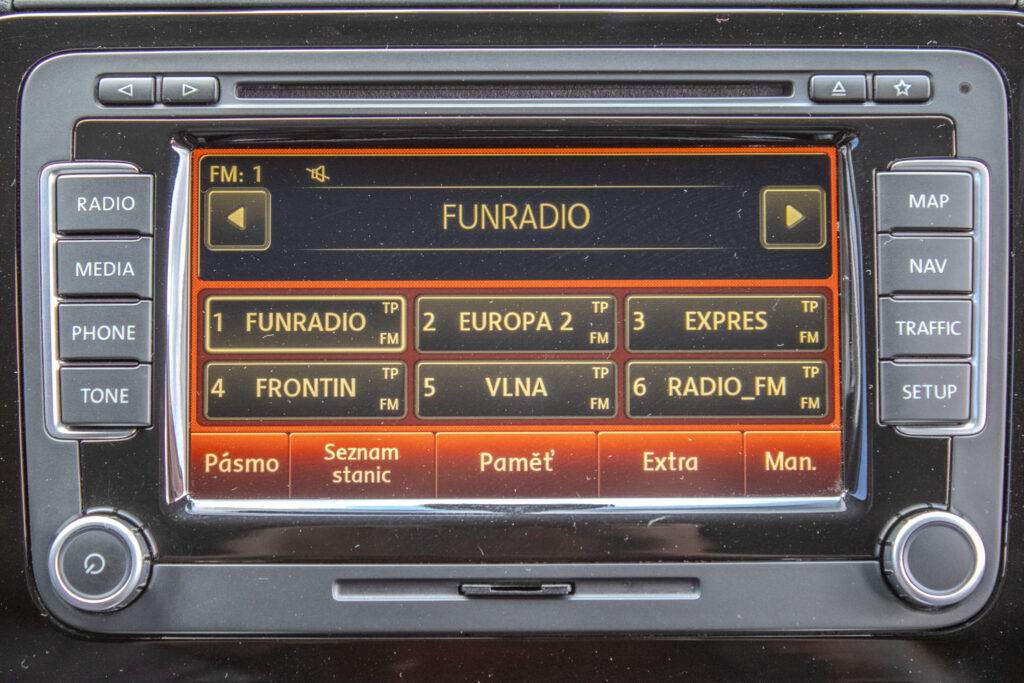 FM: 1
FUNRADIO
RADIO
MEDIA
PHONE
TONE
1 FUNRADIO TP FM
2 EUROPA 2 TP FM
3 EXPRES TP FM
4 FRONTIN TP FM
5 VLNA TP FM
6 RADIO_FM TP FM
Pásmo
Seznam
stanic
Paměť
Extra
Man.
MAP
NAV
TRAFFIC
SETUP